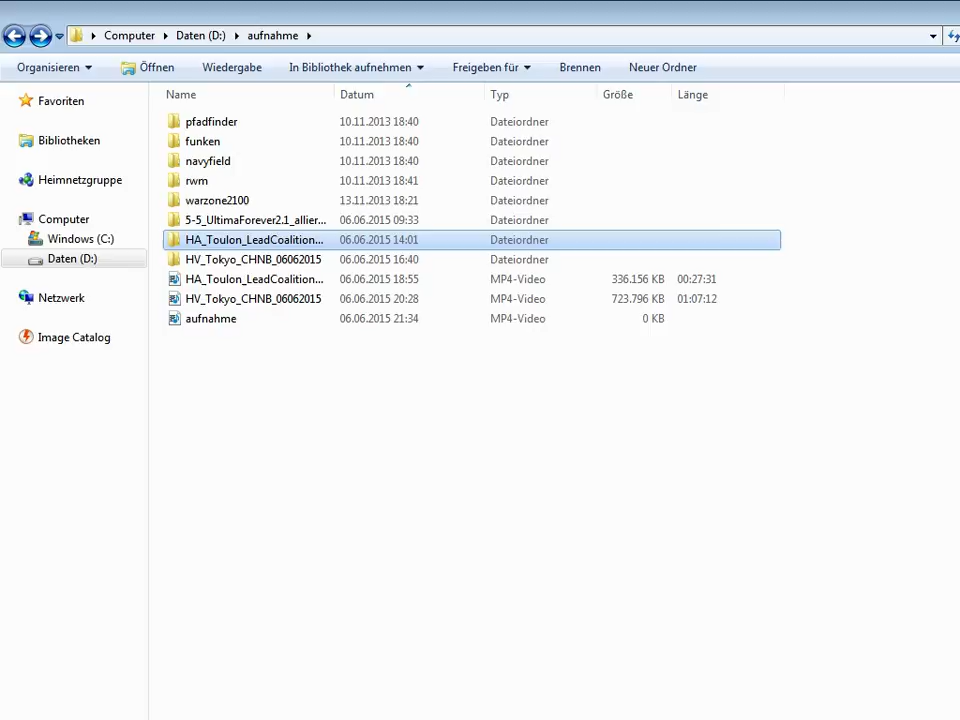 Computer Daten (D:) aufnahme
Organisieren Öffnen Wiedergabe In Bibliothek aufnehmen Freigeben für Brennen Neuer Ordner
Favoriten
Bibliotheken
Heimnetzgruppe
Computer
Windows (C:)
Daten (D:)
Netzwerk
Image Catalog
Name Datum Typ Größe Länge
pfadfinder 10.11.2013 18:40 Dateiordner
funken 10.11.2013 18:40 Dateiordner
navyfield 10.11.2013 18:40 Dateiordner
rwm 10.11.2013 18:41 Dateiordner
warzone2100 13.11.2013 18:21 Dateiordner
5-5_UltimaForever2.1_allier... 06.06.2015 09:33 Dateiordner
HA_Toulon_LeadCoalition... 06.06.2015 14:01 Dateiordner
HV_Tokyo_CHNB_06062015 06.06.2015 16:40 Dateiordner
HA_Toulon_LeadCoalition... 06.06.2015 18:55 MP4-Video 336.156 KB 00:27:31
HV_Tokyo_CHNB_06062015 06.06.2015 20:28 MP4-Video 723.796 KB 01:07:12
aufnahme 06.06.2015 21:34 MP4-Video 0 KB